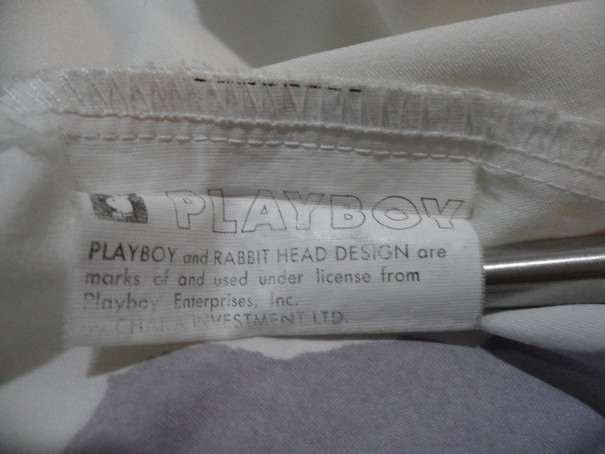 PLAYBOY
PLAYBOY and RABBIT HEAD DESIGN are
marks of and used under license from
Playboy Enterprises, Inc.
INVESTMENT LTD.